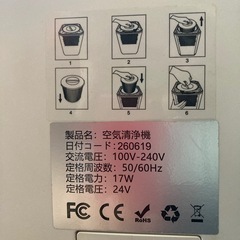 1
2
3
4
5
6
製品名：空気清浄機
日付コード：260619
交流電圧：100V-240V
定格周波数：50/60Hz
定格電力：17W
定格電圧：24V
FC CE RoHS